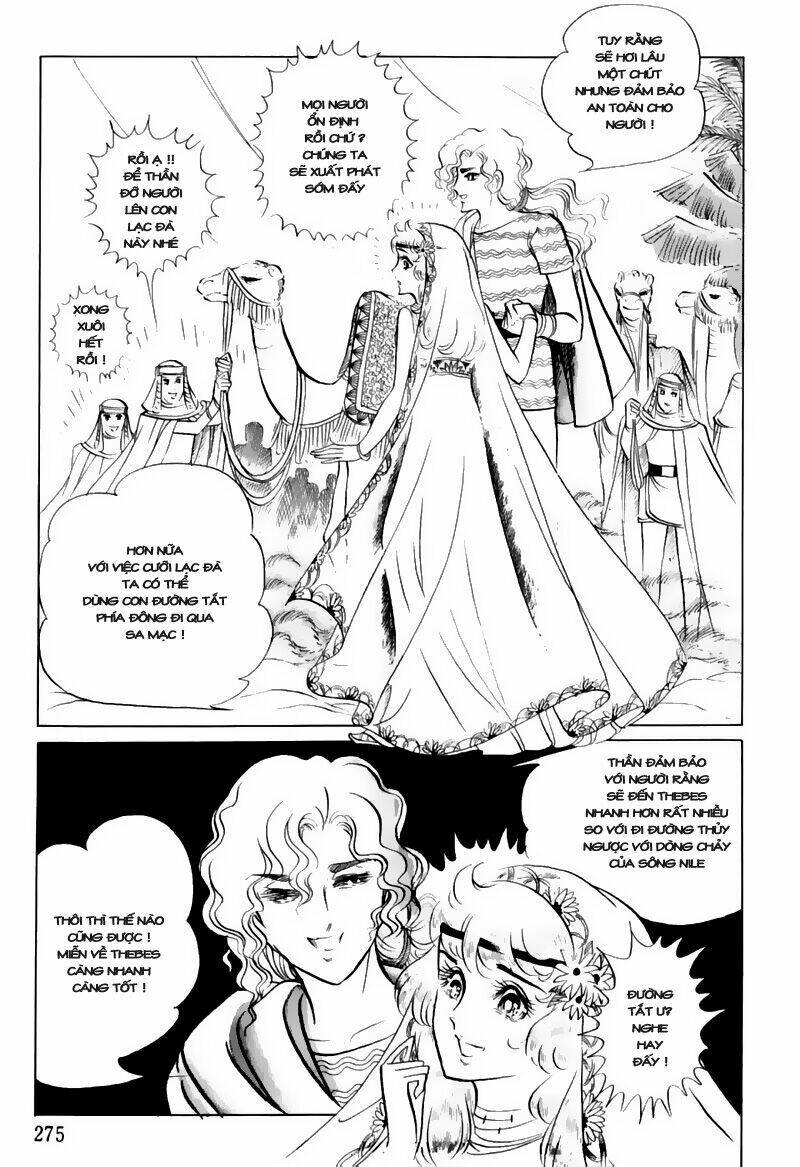 TUY RẰNG
SẼ HƠI LÂU
MỘT CHÚT
NHƯNG ĐẢM BẢO
AN TOÀN CHO
NGƯỜI !
MỌI NGƯỜI
ỔN ĐỊNH
RỒI CHỨ ?
CHÚNG TA
SẼ XUẤT PHÁT
SỚM ĐẤY
RỒI Ạ !!
ĐỂ THẦN
ĐỠ NGƯỜI
LÊN CON
LẠC ĐÀ
NÀY NHÉ
XONG
XUÔI
HẾT
RỒI !
HƠN NỮA
VỚI VIỆC CƯỠI LẠC ĐÀ
TA CÓ THỂ
DÙNG CON ĐƯỜNG TẮT
PHÍA ĐÔNG ĐI QUA
SA MẠC !
THẦN ĐẢM BẢO
VỚI NGƯỜI RẰNG
SẼ ĐẾN THEBES
NHANH HƠN RẤT NHIỀU
SO VỚI ĐI ĐƯỜNG THỦY
NGƯỢC VỚI DÒNG CHẢY
CỦA SÔNG NILE
THÔI THÌ THẾ NÀO
CŨNG ĐƯỢC !
MIỄN VỀ THEBES
CÀNG NHANH
CÀNG TỐT !
ĐƯỜNG
TẮT Ư?
NGHE
HAY
ĐẤY !
275